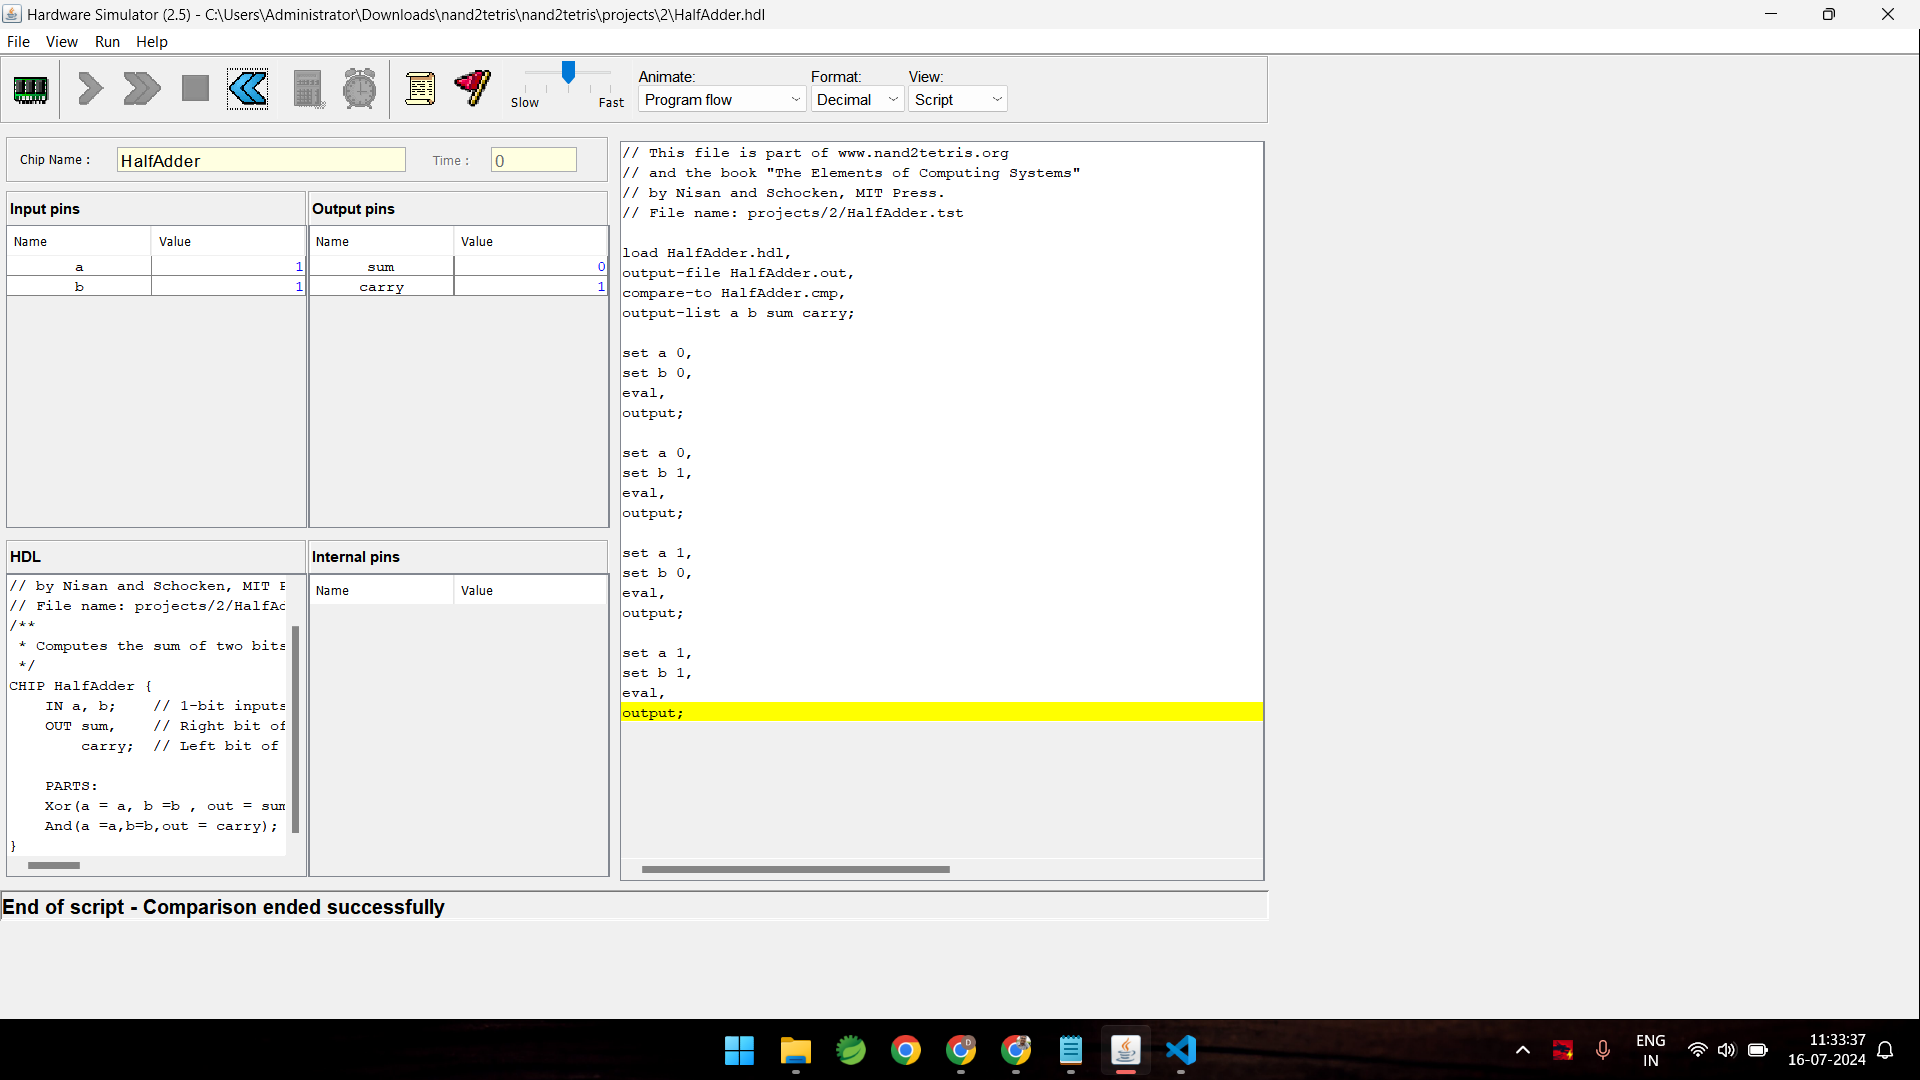 Hardware Simulator (2.5) - C:\Users\Administrator\Downloads\nand2tetris\nand2tetris\projects\2\HalfAdder.hdl
File View Run Help
Slow Fast
Animate: Format: View:
Program flow Decimal Script
Chip Name : HalfAdder Time : 0
Input pins
Name Value
a 1
b 1
Output pins
Name Value
sum 0
carry 1
HDL
// by Nisan and Schocken, MIT P
// File name: projects/2/HalfAd
/**
* Computes the sum of two bits
*/
CHIP HalfAdder {
IN a, b; // 1-bit inputs
OUT sum, // Right bit of
carry; // Left bit of
PARTS:
Xor(a = a, b =b , out = sum
And(a =a,b=b,out = carry);
}
Internal pins
Name Value
// This file is part of www.nand2tetris.org
// and the book "The Elements of Computing Systems"
// by Nisan and Schocken, MIT Press.
// File name: projects/2/HalfAdder.tst
load HalfAdder.hdl,
output-file HalfAdder.out,
compare-to HalfAdder.cmp,
output-list a b sum carry;
set a 0,
set b 0,
eval,
output;
set a 0,
set b 1,
eval,
output;
set a 1,
set b 0,
eval,
output;
set a 1,
set b 1,
eval,
output;
End of script - Comparison ended successfully
D
ENG
IN
11:33:37
16-07-2024